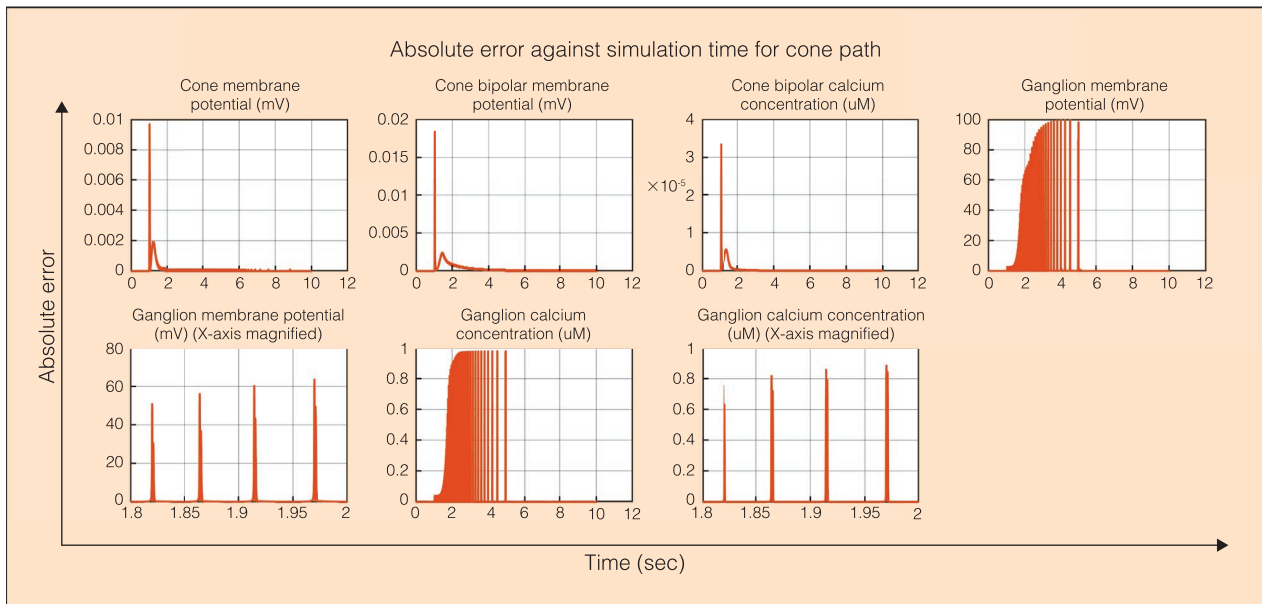 Absolute error against simulation time for cone path
Cone membrane
potential (mV)
0.01
0.008
0.006
0.004
0.002
0
0 2 4 6 8 10 12
Cone bipolar membrane
potential (mV)
0.02
0.015
0.01
0.005
0
0 2 4 6 8 10 12
Cone bipolar calcium
concentration (uM)
4
3
×10-5
2
1
0
0 2 4 6 8 10 12
Ganglion membrane
potential (mV)
100
80
60
40
20
0
0 2 4 6 8 10 12
Ganglion membrane potential
(mV) (X-axis magnified)
80
60
40
20
0
1.8 1.85 1.9 1.95 2
Ganglion calcium
concentration (uM)
1
0.8
0.6
0.4
0.2
0
0 2 4 6 8 10 12
Ganglion calcium concentration
(uM) (X-axis magnified)
1
0.8
0.6
0.4
0.2
0
1.8 1.85 1.9 1.95 2
Absolute error
Time (sec)